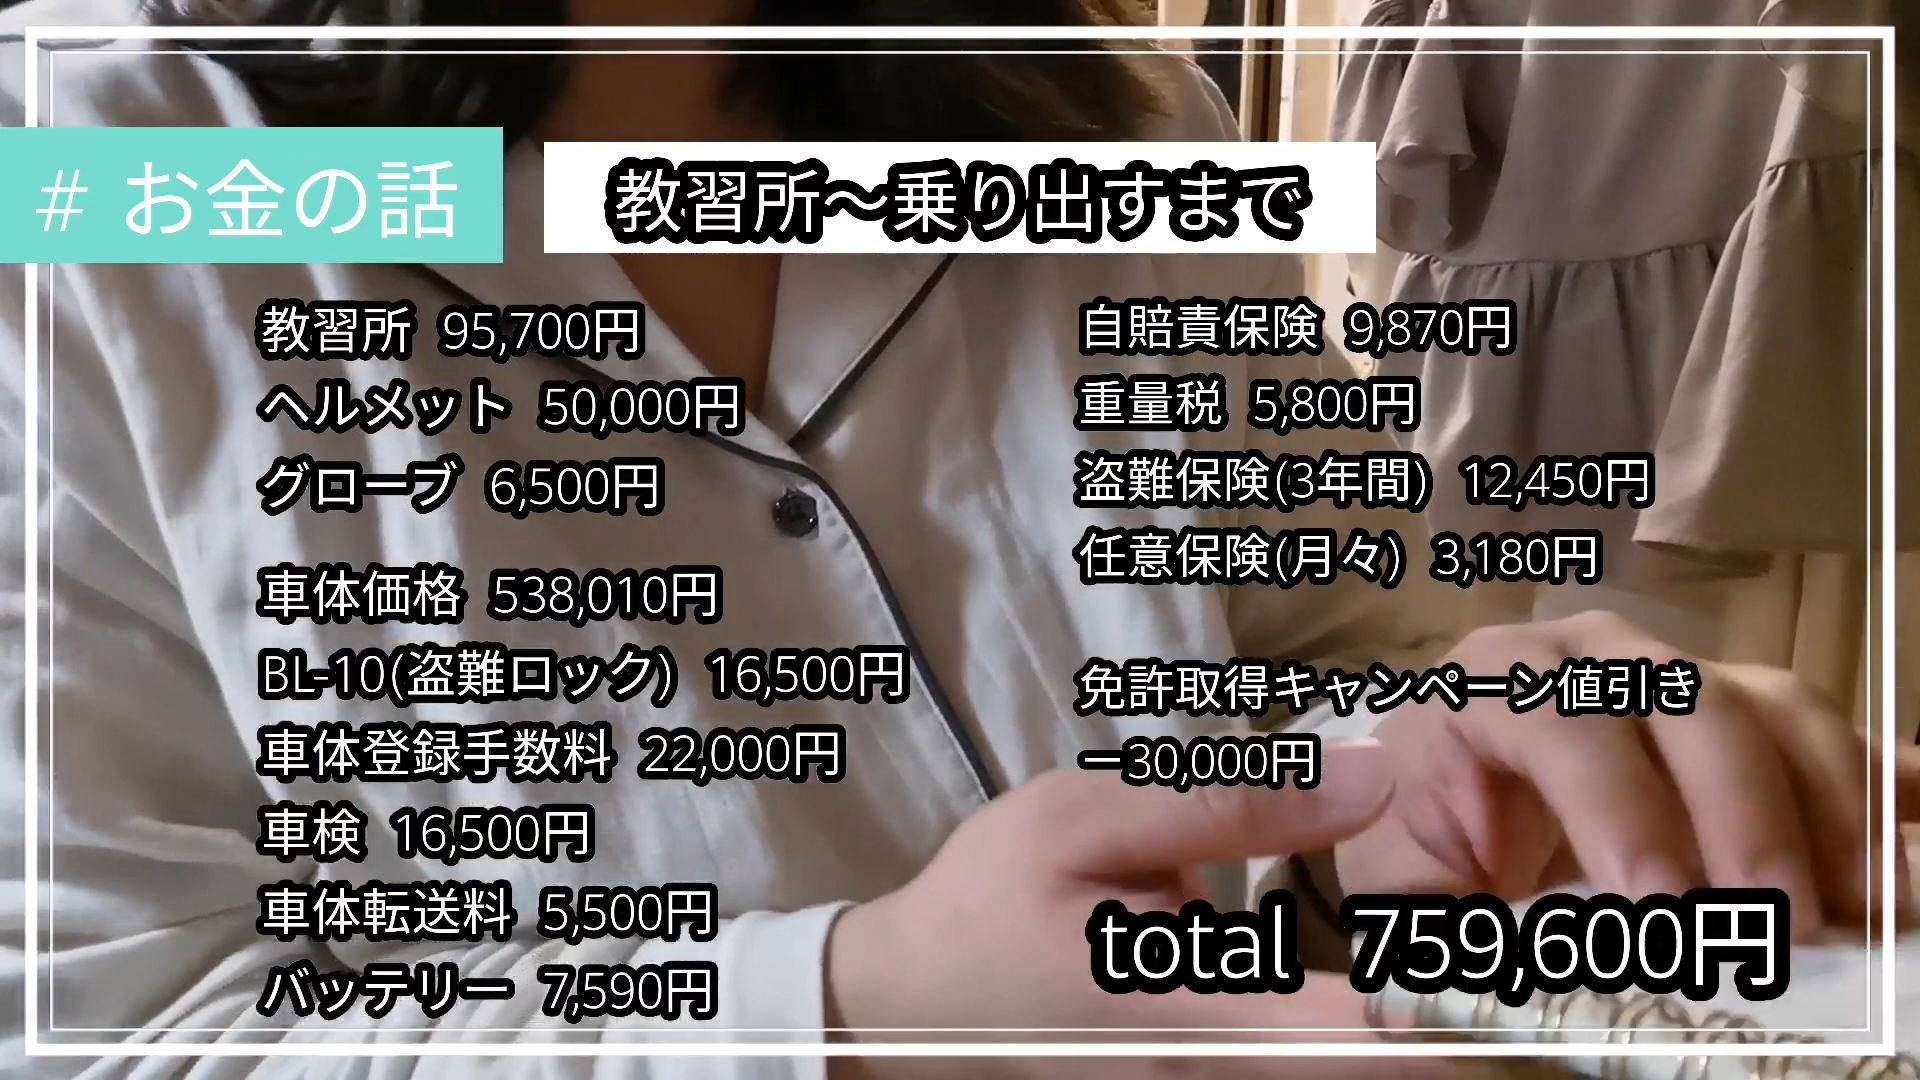 # お金の話
教習所～乗り出すまで
教習所 95,700円
ヘルメット 50,000円
グローブ 6,500円
車体価格 538,010円
BL-10(盗難ロック) 16,500円
車体登録手数料 22,000円
車検 16,500円
車体転送料 5,500円
バッテリー 7,590円
自賠責保険 9,870円
重量税 5,800円
盗難保険(3年間) 12,450円
任意保険(月々) 3,180円
免許取得キャンペーン値引き
ー30,000円
total 759,600円